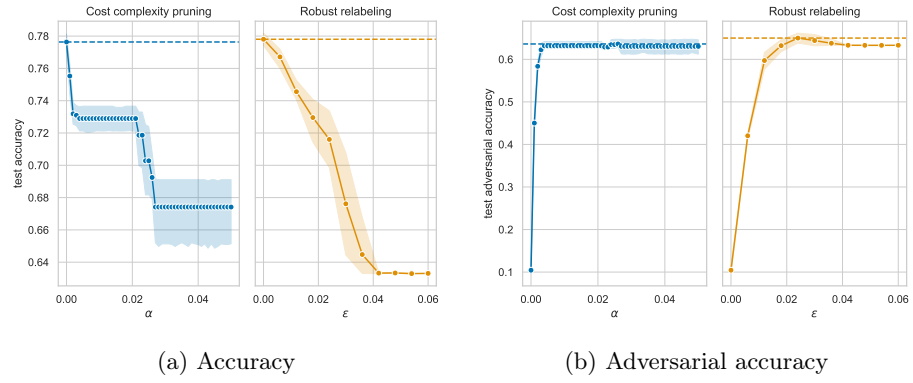 Cost complexity pruning
Robust relabeling
test accuracy
0.78
0.76
0.74
0.72
0.70
0.68
0.66
0.64
0.00 0.02 0.04
α
0.00 0.02 0.04 0.06
ε
(a) Accuracy
Cost complexity pruning
Robust relabeling
test adversarial accuracy
0.6
0.5
0.4
0.3
0.2
0.1
0.00 0.02 0.04
α
0.00 0.02 0.04 0.06
ε
(b) Adversarial accuracy